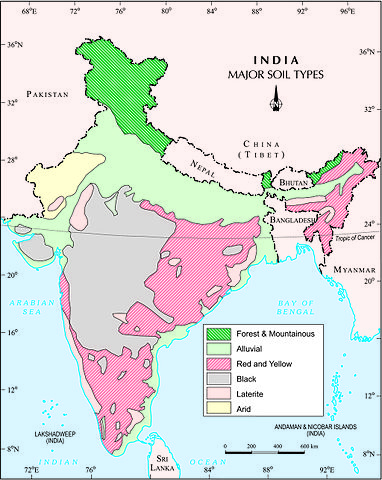 68°E 72°E 76° 80° 84° 88° 92°E 96°E
36°N
INDIA
MAJOR SOIL TYPES
36°N
N
PAKISTAN
32°
32°
CHINA
(TIBET)
28°
NEPAL
28°
BHUTAN
BANGLADESH
24°
24°
Tropic of Cancer
MYANMAR
20°
20°
ARABIAN
SEA
BAY OF
BENGAL
16°
16°
Forest & Mountainous
Alluvial
Red and Yellow
Black
Laterite
Arid
12°
12°
LAKSHADWEEP
(INDIA)
ANDAMAN & NICOBAR ISLANDS
(INDIA)
8°N
SRI
LANKA
0 200 400 600 km
8°N
INDIAN OCEAN
72°E 76° 80° 84° 88° 92°E